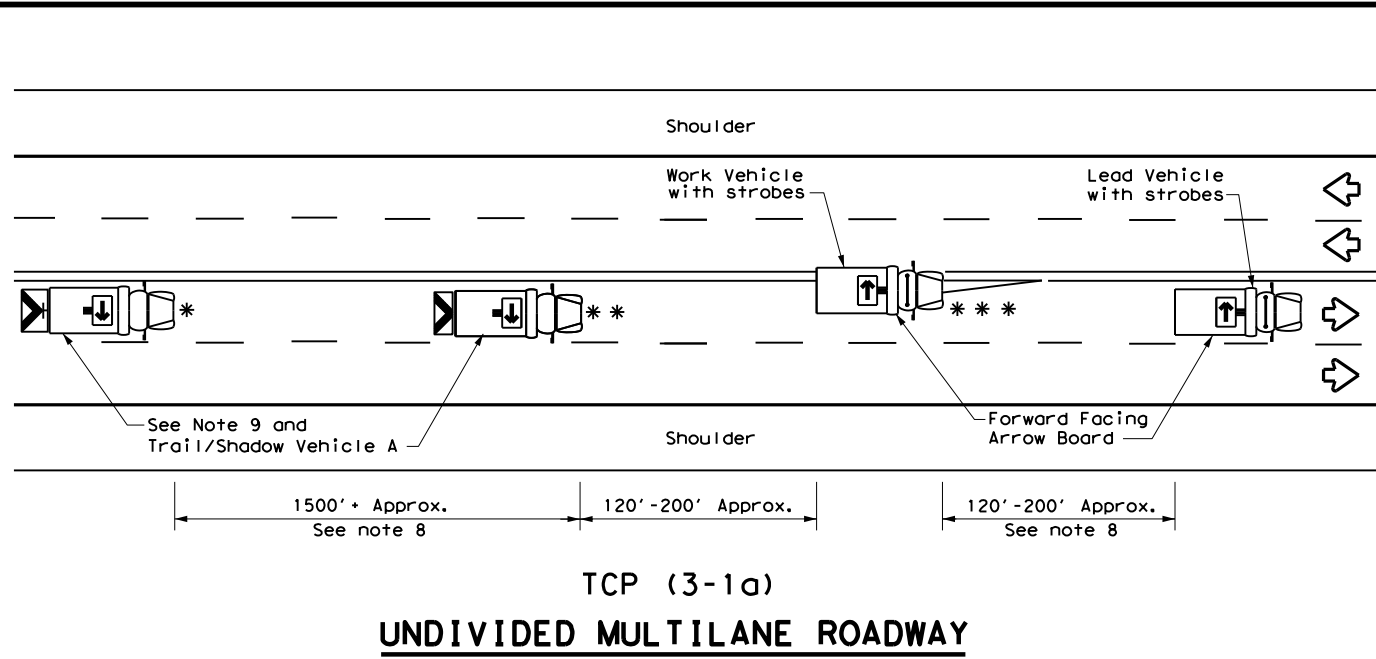 Shoulder
Work Vehicle
with strobes
Lead Vehicle
with strobes
*
* *
* * *
See Note 9 and
Trail/Shadow Vehicle A
Shoulder
Forward Facing
Arrow Board
1500'+ Approx.
See note 8
120'-200' Approx.
120'-200' Approx.
See note 8
TCP (3-1a)
UNDIVIDED MULTILANE ROADWAY